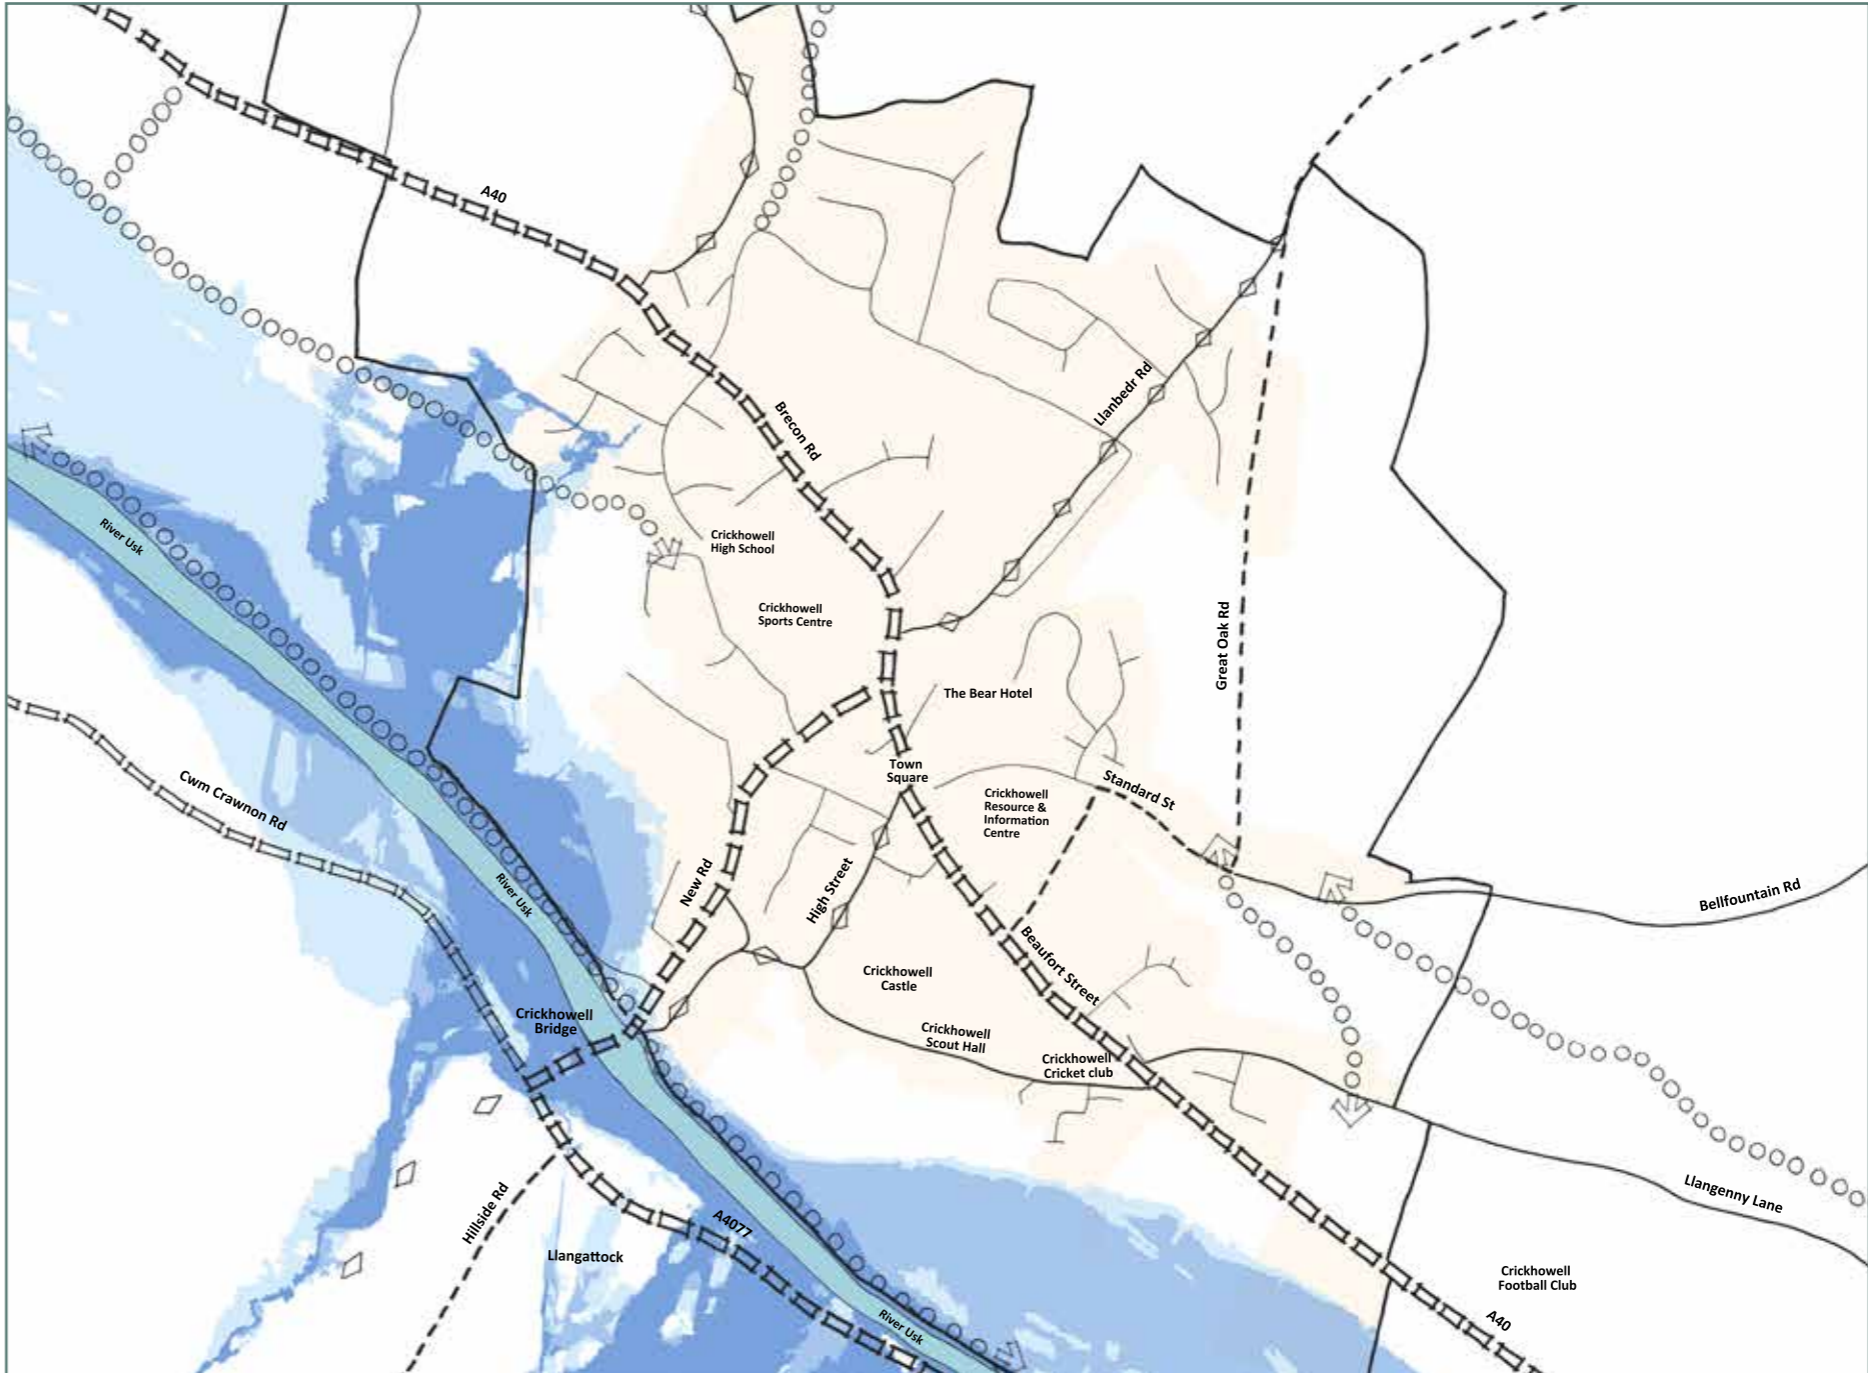 A40
Brecon Rd
Llanbedr Rd
River Usk
Crickhowell
High School
Crickhowell
Sports Centre
Great Oak Rd
The Bear Hotel
Town
Square
Cwm Crawnon Rd
Standard St
Crickhowell
Resource &
Information
Centre
New Rd
High Street
River Usk
Bellfountain Rd
Beaufort Street
Crickhowell
Castle
Crickhowell
Bridge
Crickhowell
Scout Hall
Crickhowell
Cricket club
Hillside Rd
A4077
Llangattock
Llangenny Lane
Crickhowell
Football Club
River Usk
A40